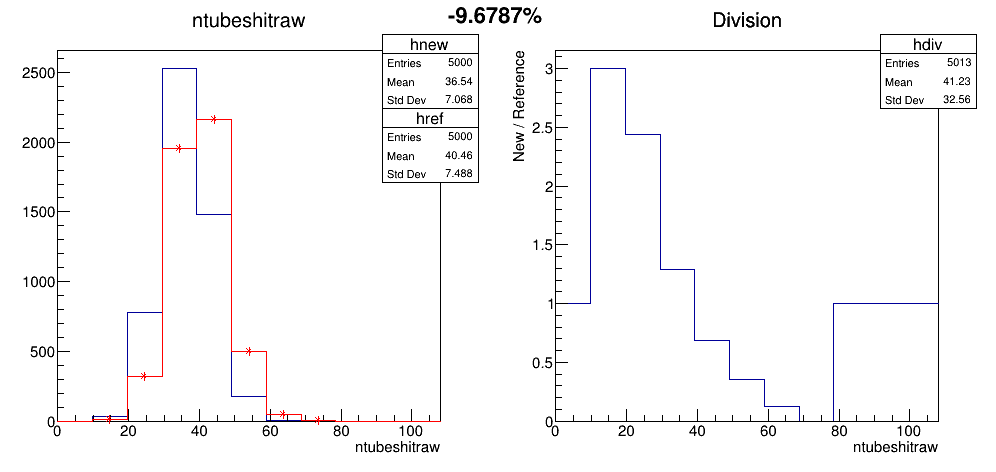 -9.6787%
ntubeshitraw
hnew
Entries 5000
Mean 36.54
Std Dev 7.068
href
Entries 5000
Mean 40.46
Std Dev 7.488
2500
2000
1500
1000
500
0
0 20 40 60 80 100
ntubeshitraw
Division
hdiv
Entries 5013
Mean 41.23
Std Dev 32.56
New / Reference
3
2.5
2
1.5
1
0.5
0
0 20 40 60 80 100
ntubeshitraw